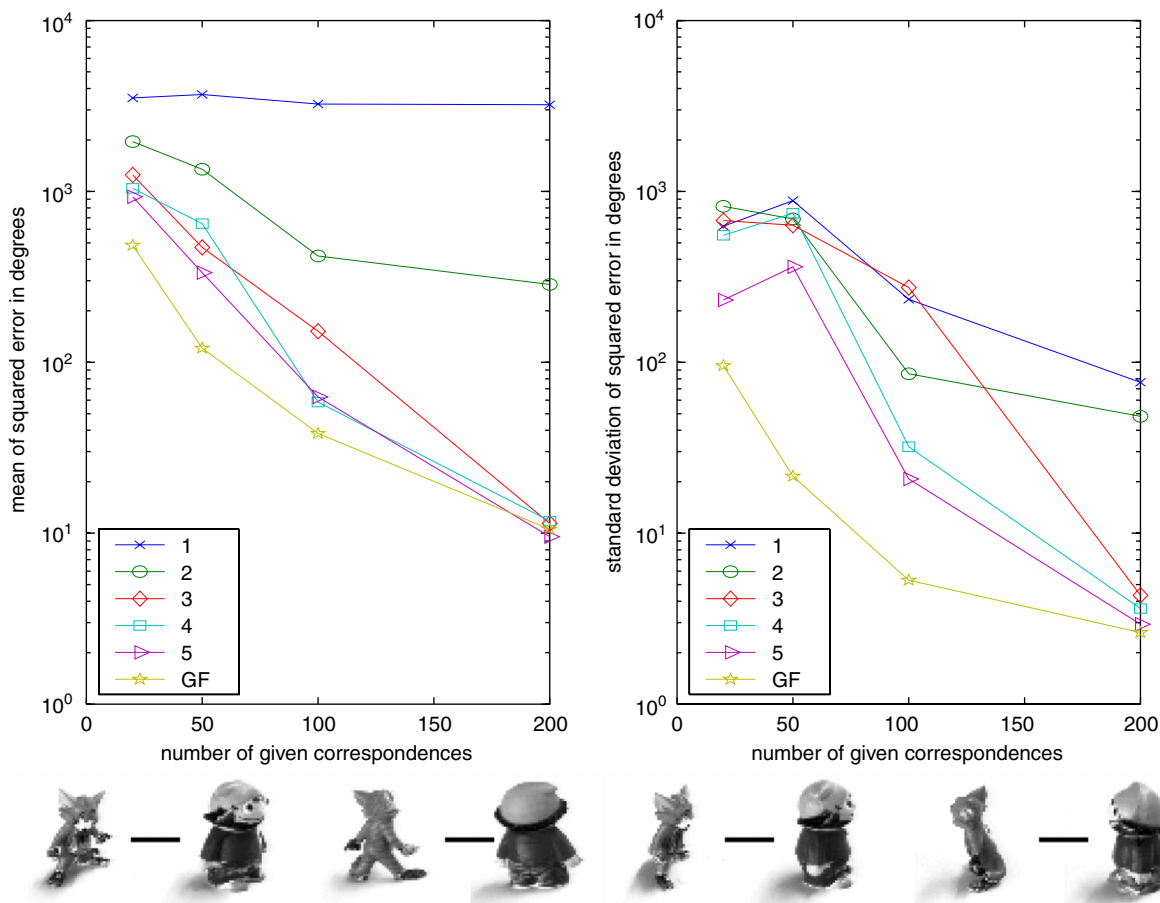 10^4
10^3
10^2
10^1
10^0
mean of squared error in degrees
1
2
3
4
5
GF
0 50 100 150 200
number of given correspondences
10^4
10^3
10^2
10^1
10^0
standard deviation of squared error in degrees
1
2
3
4
5
GF
0 50 100 150 200
number of given correspondences